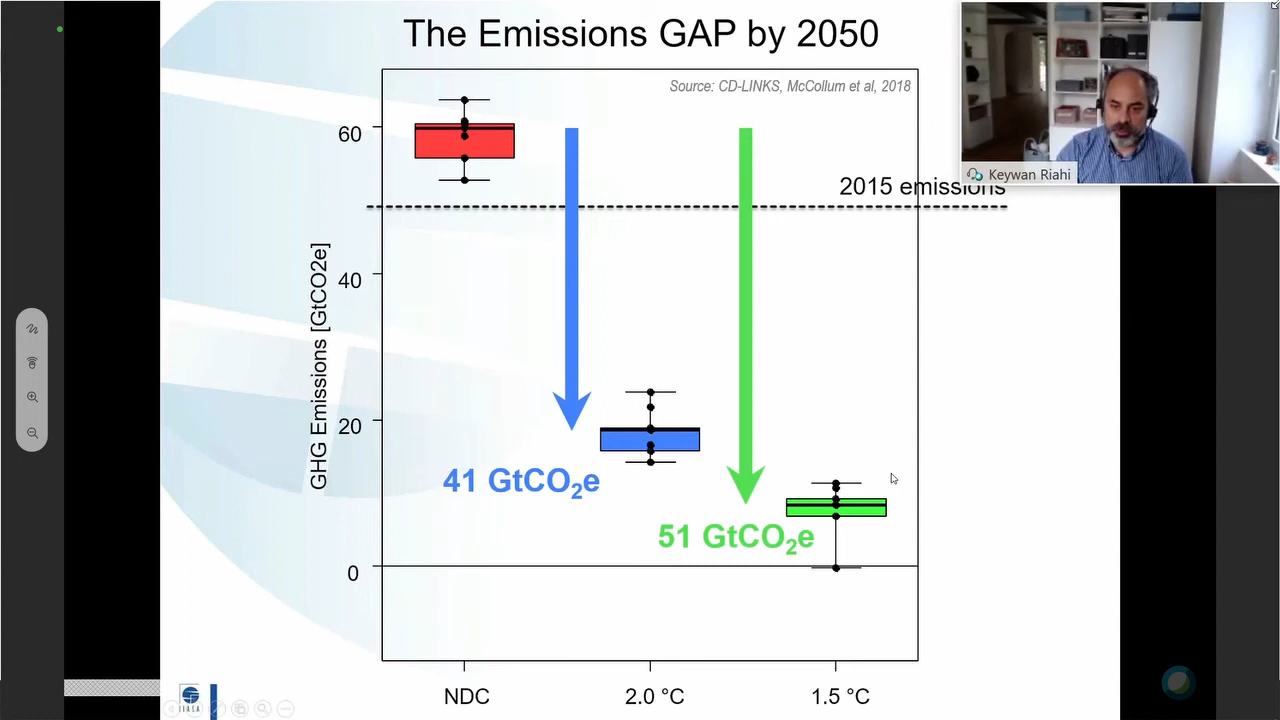 The Emissions GAP by 2050
Source: CD-LINKS, McCollum et al, 2018
Keywan Riahi
2015 emissions
60
40
20
0
GHG Emissions [GtCO2e]
41 GtCO₂e
51 GtCO₂e
NDC
2.0 °C
1.5 °C
IIASA